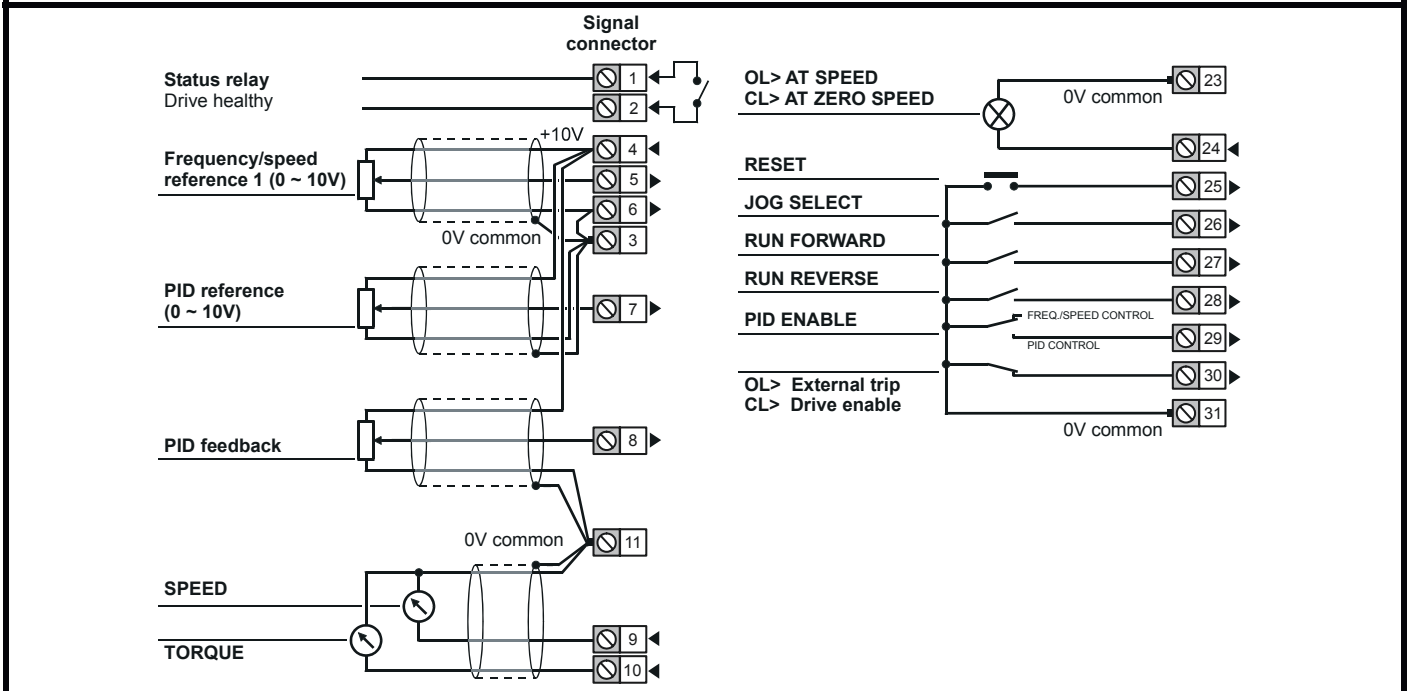 Signal
connector
Status relay
Drive healthy
1
2
+10V
4
Frequency/speed
reference 1 (0 ~ 10V)
5
6
0V common
3
PID reference
(0 ~ 10V)
7
PID feedback
8
0V common
11
SPEED
9
TORQUE
10
OL> AT SPEED
CL> AT ZERO SPEED
0V common
23
24
RESET
25
JOG SELECT
26
RUN FORWARD
27
RUN REVERSE
28
PID ENABLE
FREQ./SPEED CONTROL
29
PID CONTROL
30
OL> External trip
CL> Drive enable
31
0V common